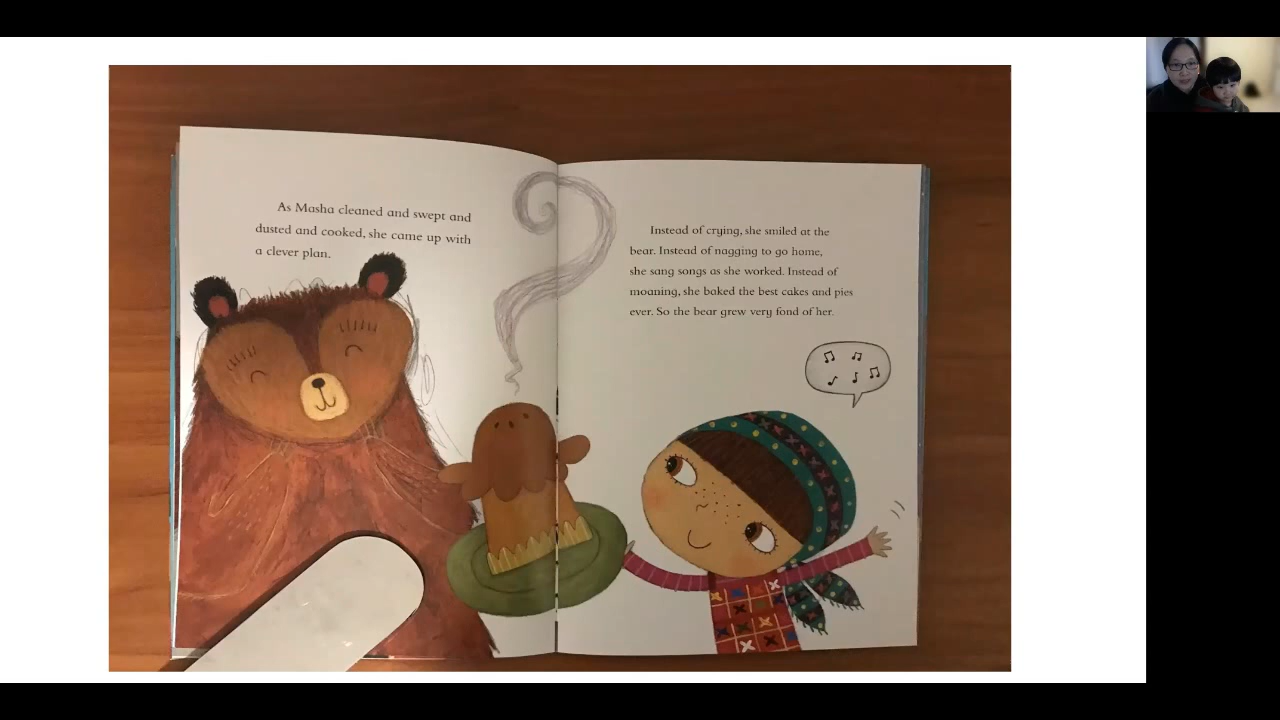 As Masha cleaned and swept and
dusted and cooked, she came up with
a clever plan.
Instead of crying, she smiled at the
bear. Instead of nagging to go home,
she sang songs as she worked. Instead of
moaning, she baked the best cakes and pies
ever. So the bear grew very fond of her.